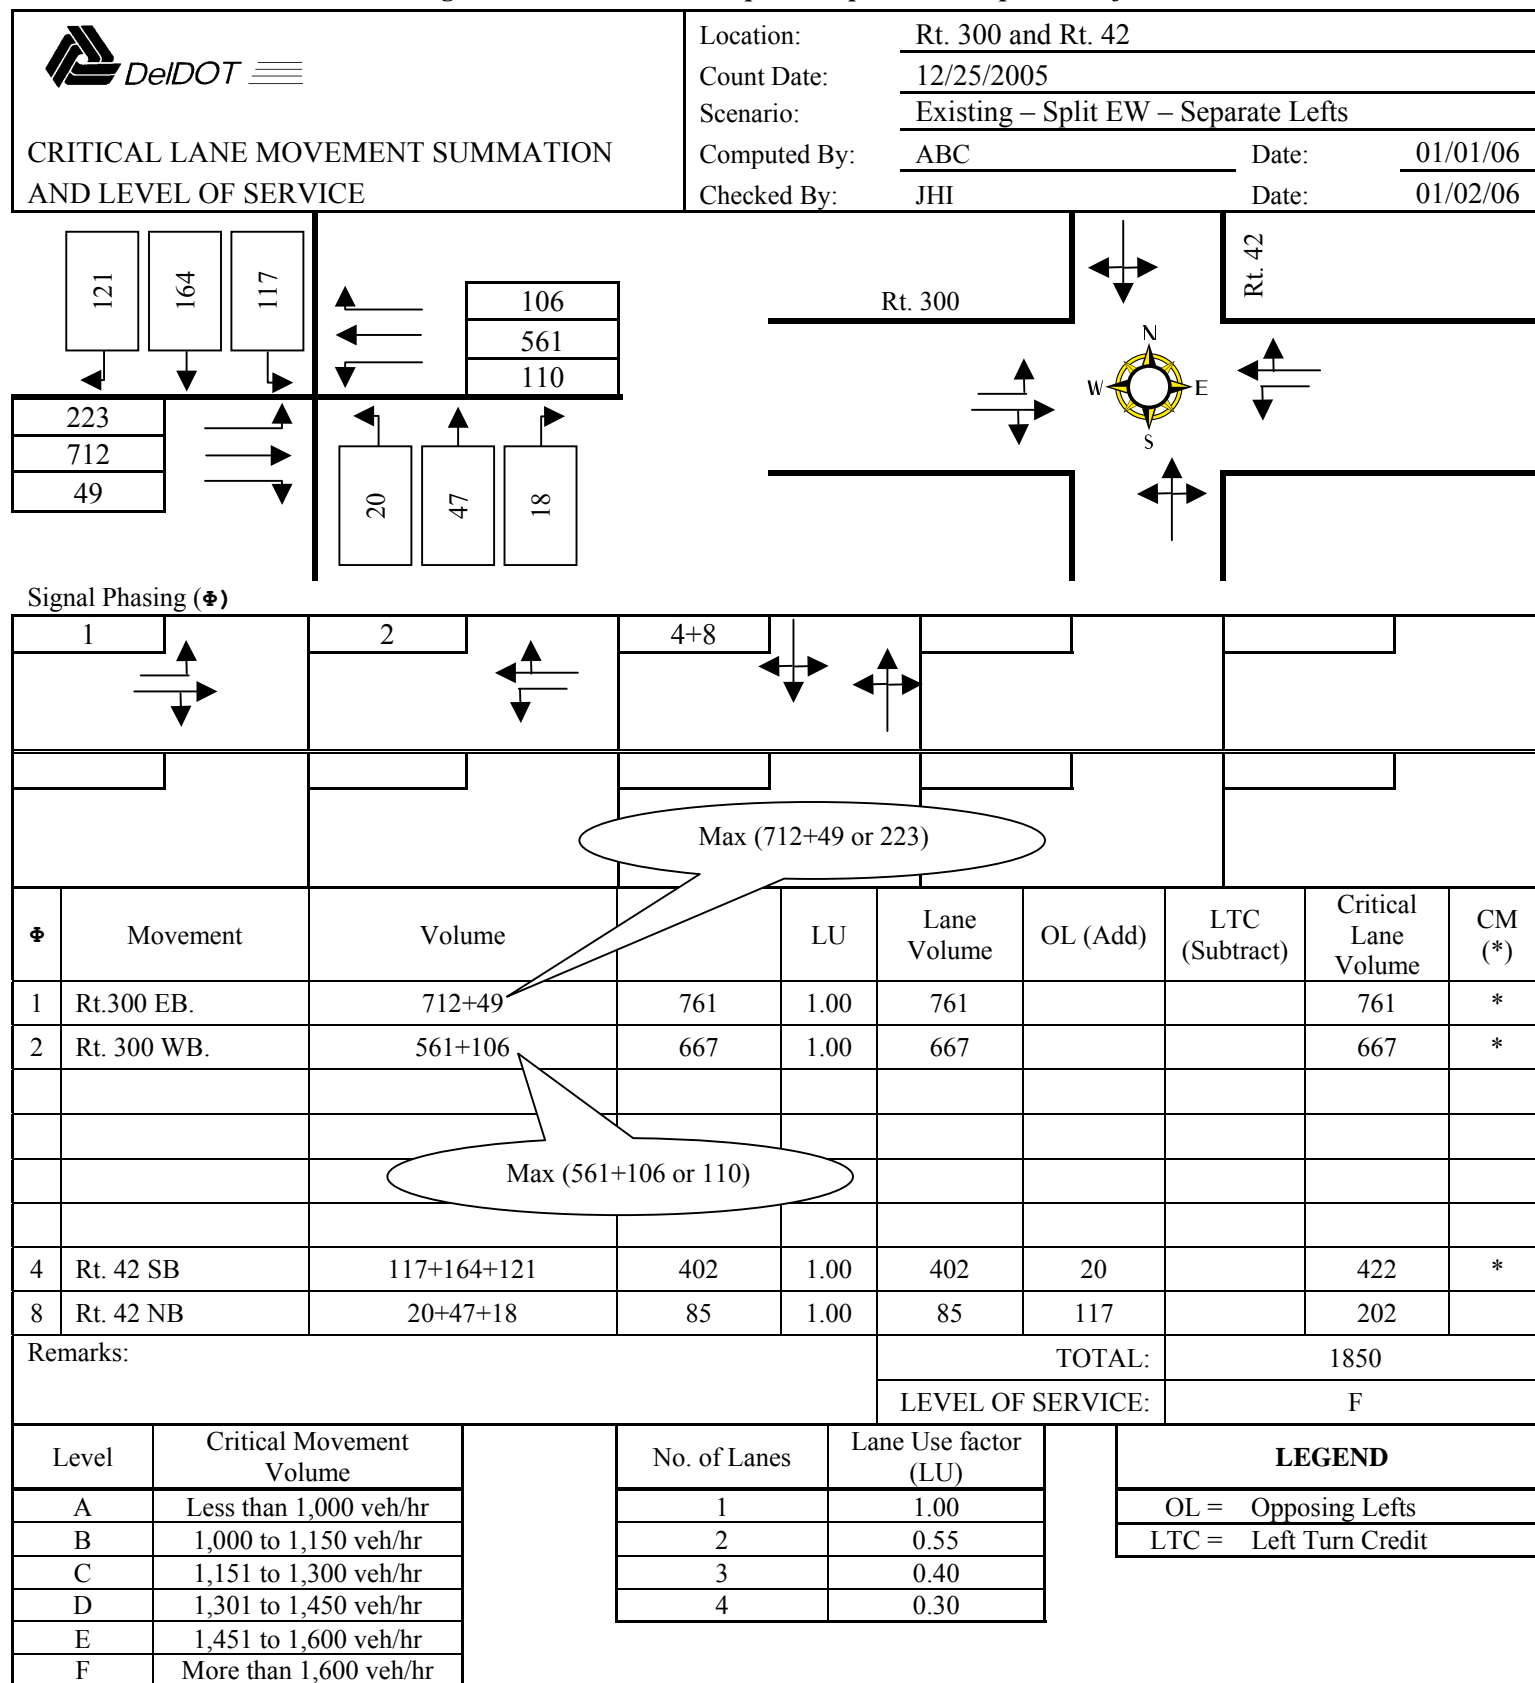 DelDOT
CRITICAL LANE MOVEMENT SUMMATION
AND LEVEL OF SERVICE
Location: Rt. 300 and Rt. 42
Count Date: 12/25/2005
Scenario: Existing – Split EW – Separate Lefts
Computed By: ABC Date: 01/01/06
Checked By: JHI Date: 01/02/06
121 164 117
106
561
110
223
712
49
20 47 18
Rt. 300
Rt. 42
N
W E
S
Signal Phasing (Φ)
1 2 4+8
Max (712+49 or 223)
Φ Movement Volume LU Lane Volume OL (Add) LTC (Subtract) Critical Lane Volume CM (*)
1 Rt.300 EB. 712+49 761 1.00 761 761 *
2 Rt. 300 WB. 561+106 667 1.00 667 667 *
Max (561+106 or 110)
4 Rt. 42 SB 117+164+121 402 1.00 402 20 422 *
8 Rt. 42 NB 20+47+18 85 1.00 85 117 202
Remarks: TOTAL: 1850
LEVEL OF SERVICE: F
Level Critical Movement Volume
A Less than 1,000 veh/hr
B 1,000 to 1,150 veh/hr
C 1,151 to 1,300 veh/hr
D 1,301 to 1,450 veh/hr
E 1,451 to 1,600 veh/hr
F More than 1,600 veh/hr
No. of Lanes Lane Use factor (LU)
1 1.00
2 0.55
3 0.40
4 0.30
LEGEND
OL = Opposing Lefts
LTC = Left Turn Credit